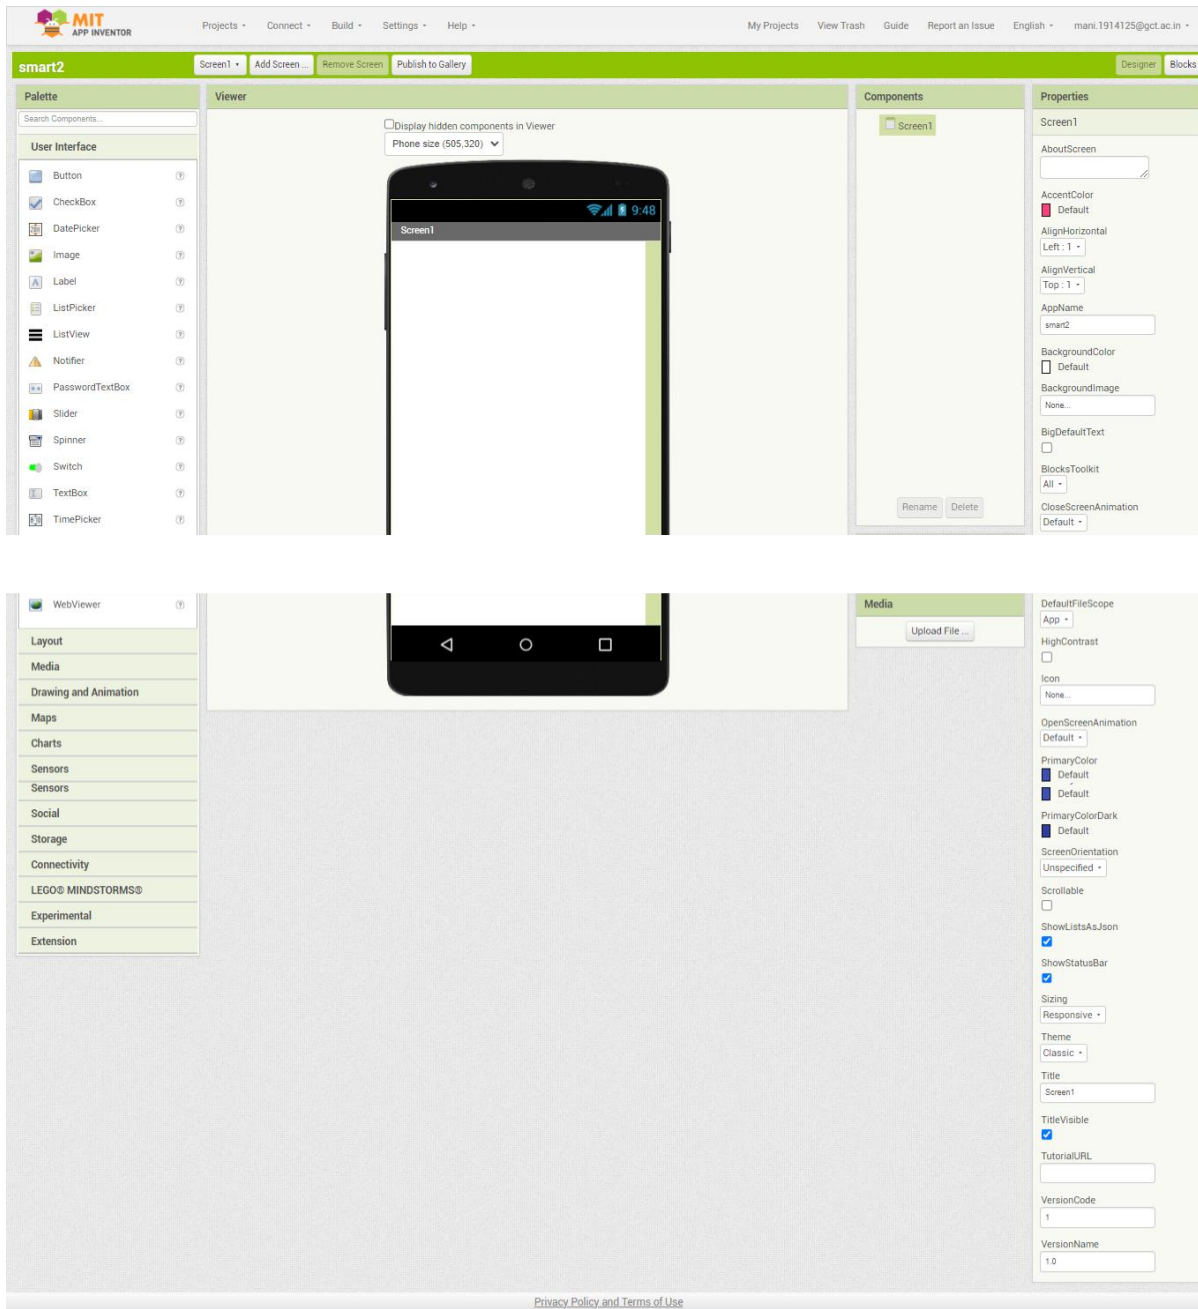 MIT
APP INVENTOR
Projects Connect Build Settings Help My Projects View Trash Guide Report an Issue English mani.1914125@gct.ac.in
smart2 Screen1 Add Screen ... Remove Screen Publish to Gallery Designer Blocks
Palette
Search Components...
User Interface
Button
CheckBox
DatePicker
Image
Label
ListPicker
ListView
Notifier
PasswordTextBox
Slider
Spinner
Switch
TextBox
TimePicker
WebViewer
Layout
Media
Drawing and Animation
Maps
Charts
Sensors
Sensors
Social
Storage
Connectivity
LEGO® MINDSTORMS®
Experimental
Extension
Viewer
Display hidden components in Viewer
Phone size (505,320)
9:48
Screen1
Components
Screen1
Rename Delete
Media
Upload File ...
Properties
Screen1
AboutScreen
AccentColor
Default
AlignHorizontal
Left : 1
AlignVertical
Top : 1
AppName
smart2
BackgroundColor
Default
BackgroundImage
None...
BigDefaultText
BlocksToolkit
All
CloseScreenAnimation
Default
DefaultFileScope
App
HighContrast
Icon
None...
OpenScreenAnimation
Default
PrimaryColor
Default
Default
PrimaryColorDark
Default
ScreenOrientation
Unspecified
Scrollable
ShowListsAsJson
ShowStatusBar
Sizing
Responsive
Theme
Classic
Title
Screen1
TitleVisible
TutorialURL
VersionCode
1
VersionName
1.0
Privacy Policy and Terms of Use